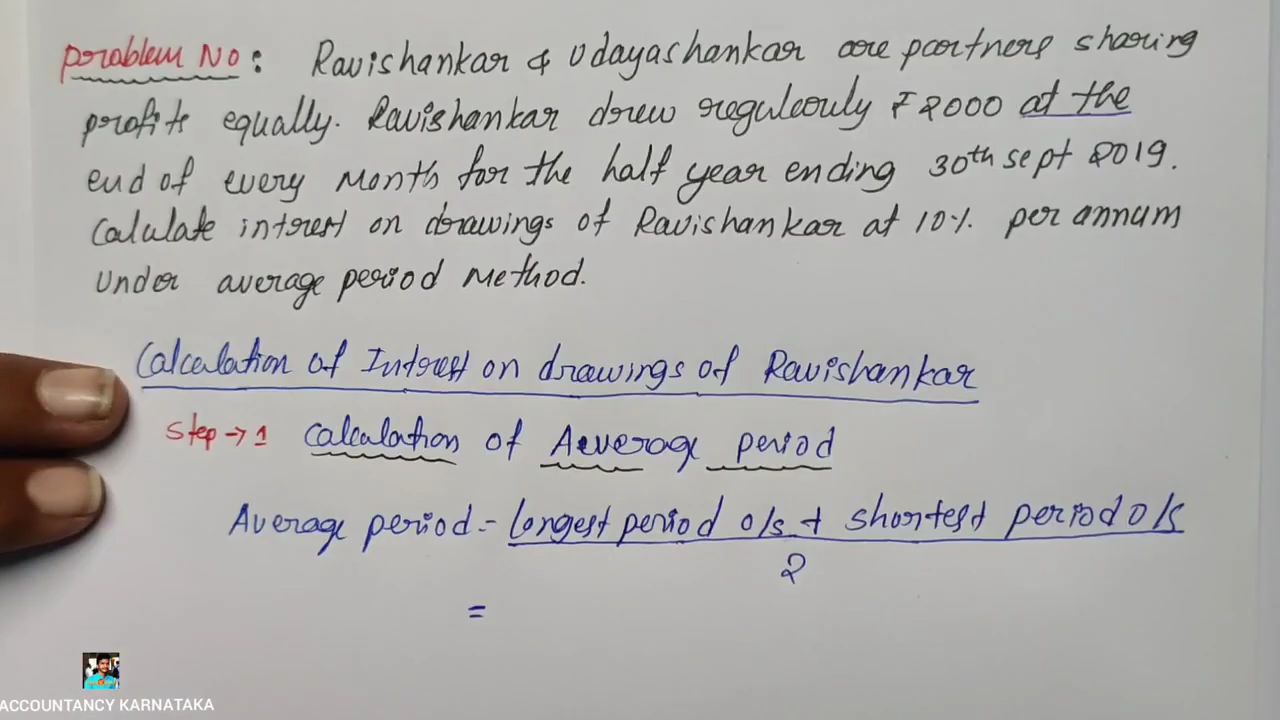 Problem No: Ravishankar & Udayashankar are partners sharing
profits equally. Ravishankar drew regularly ₹2000 at the
end of every Month for the half year ending 30th sept 2019.
Calulate interest on drawings of Ravishankar at 10% per annum
under average period Method.
Calculation of Interest on drawings of Ravishankar
Step → 1 Calculation of Aeverage period
Average period = Longest period o/s + shortest period o/s
2
=
ACCOUNTANCY KARNATAKA